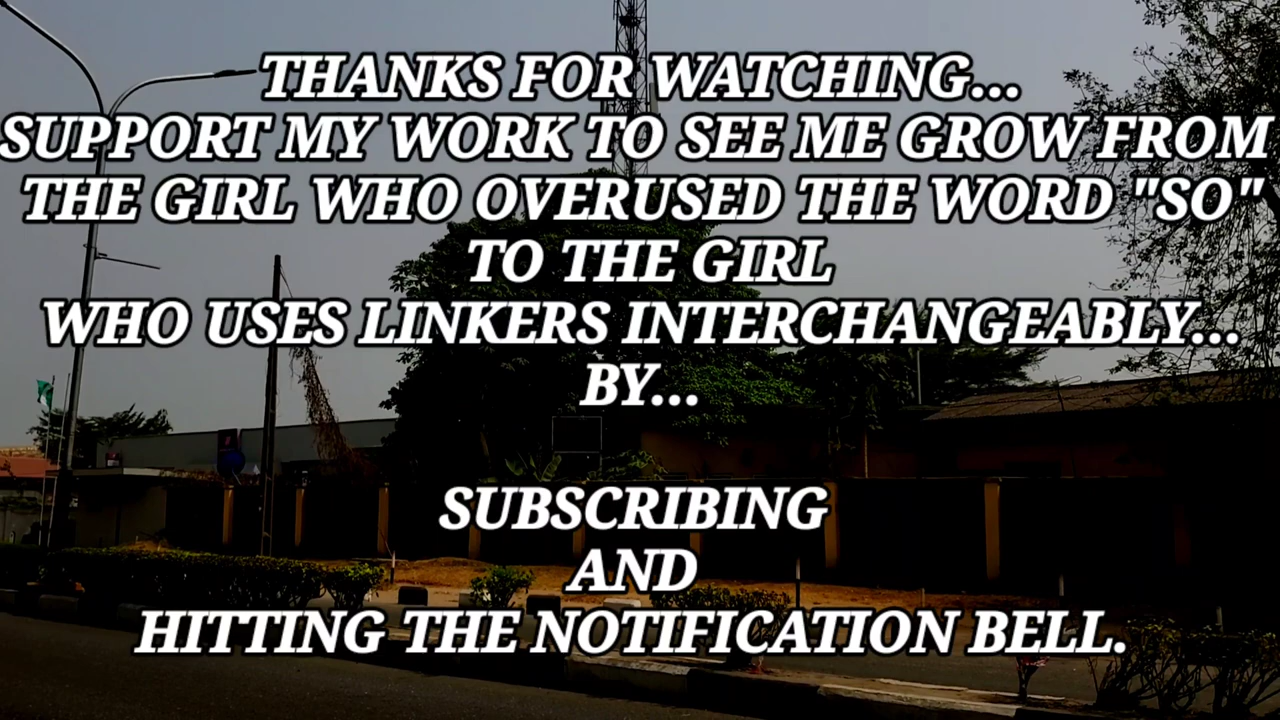 THANKS FOR WATCHING...
SUPPORT MY WORK TO SEE ME GROW FROM
THE GIRL WHO OVERUSED THE WORD "SO"
TO THE GIRL
WHO USES LINKERS INTERCHANGEABLY...
BY...
SUBSCRIBING
AND
HITTING THE NOTIFICATION BELL.